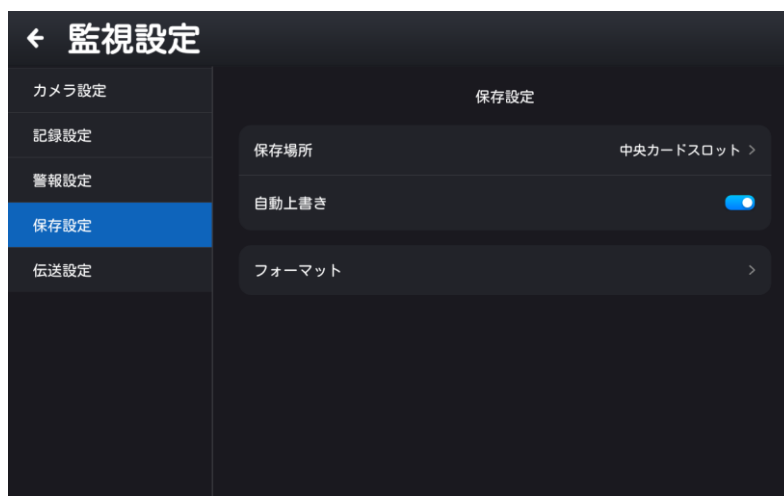 監視設定
カメラ設定
記録設定
警報設定
保存設定
伝送設定
保存設定
保存場所 中央カードスロット
自動上書き
フォーマット